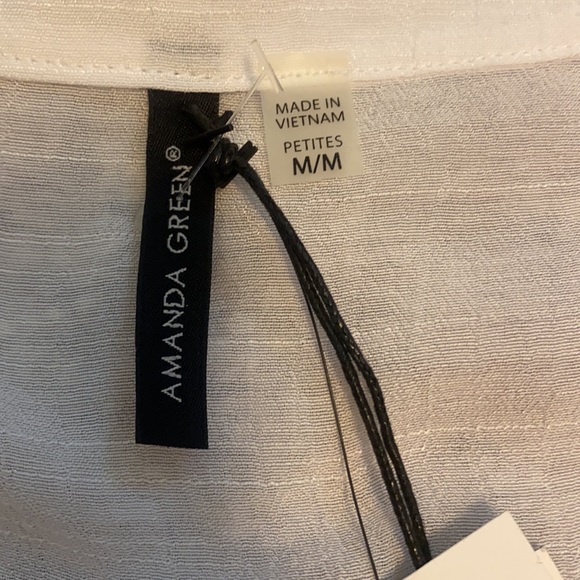 AMANDA GREEN®
MADE IN
VIETNAM
PETITES
M/M